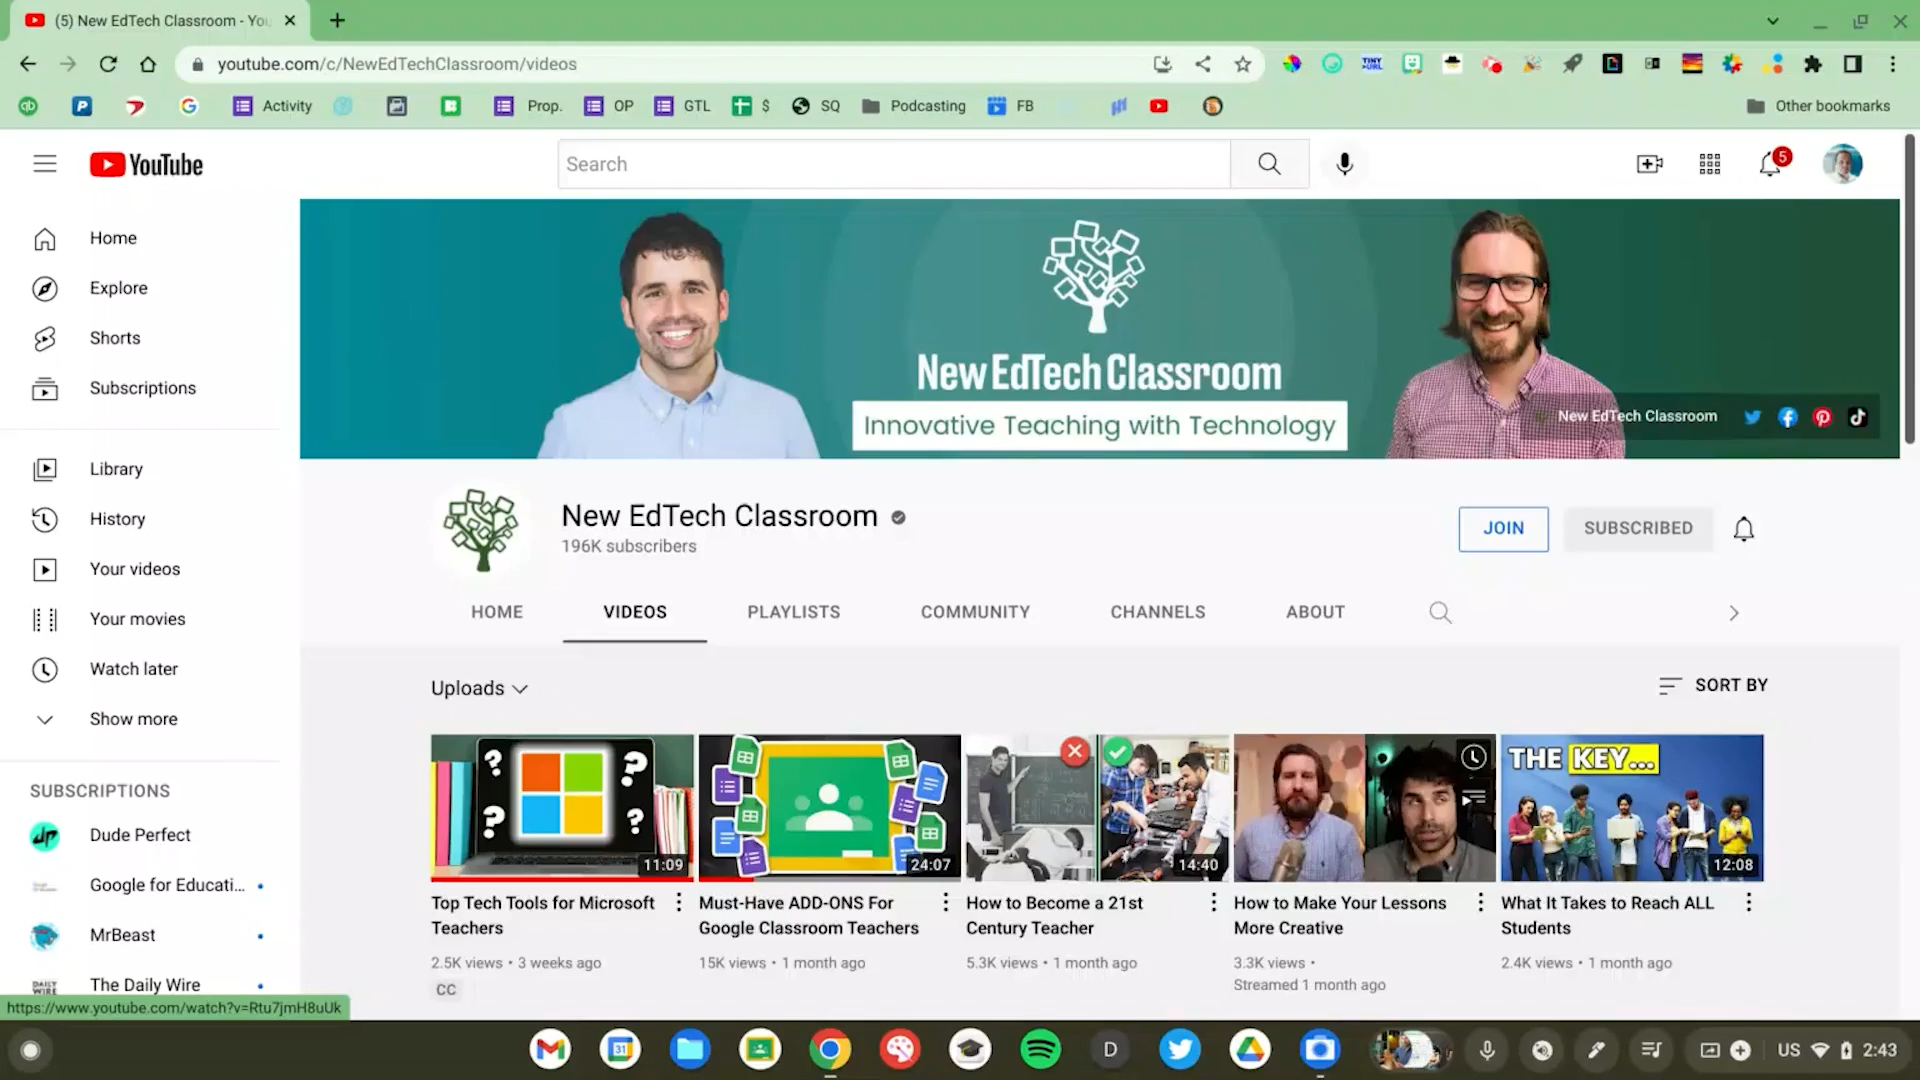 (5) New EdTech Classroom - You
youtube.com/c/NewEdTechClassroom/videos
Activity
Prop.
OP
GTL
$
SQ
Podcasting
FB
Other bookmarks
YouTube
Search
5
Home
Explore
Shorts
Subscriptions
Library
History
Your videos
Your movies
Watch later
Show more
SUBSCRIPTIONS
Dude Perfect
Google for Educati...
MrBeast
The Daily Wire
https://www.youtube.com/watch?v=Rtu7jmH8uUk
New EdTech Classroom
Innovative Teaching with Technology
New EdTech Classroom
New EdTech Classroom
196K subscribers
JOIN
SUBSCRIBED
HOME
VIDEOS
PLAYLISTS
COMMUNITY
CHANNELS
ABOUT
Uploads
SORT BY
11:09
Top Tech Tools for Microsoft
Teachers
2.5K views • 3 weeks ago
CC
24:07
Must-Have ADD-ONS For
Google Classroom Teachers
15K views • 1 month ago
14:40
How to Become a 21st
Century Teacher
5.3K views • 1 month ago
How to Make Your Lessons
More Creative
3.3K views •
Streamed 1 month ago
THE KEY...
12:08
What It Takes to Reach ALL
Students
2.4K views • 1 month ago
31
D
US
2:43